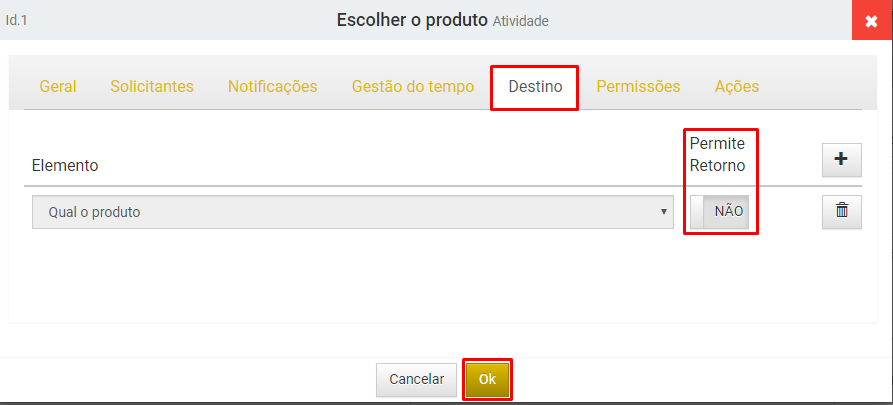 Id.1
Escolher o produto Atividade
Geral Solicitantes Notificações Gestão do tempo Destino Permissões Ações
Elemento
Permite
Retorno
Qual o produto
NÃO
Cancelar Ok